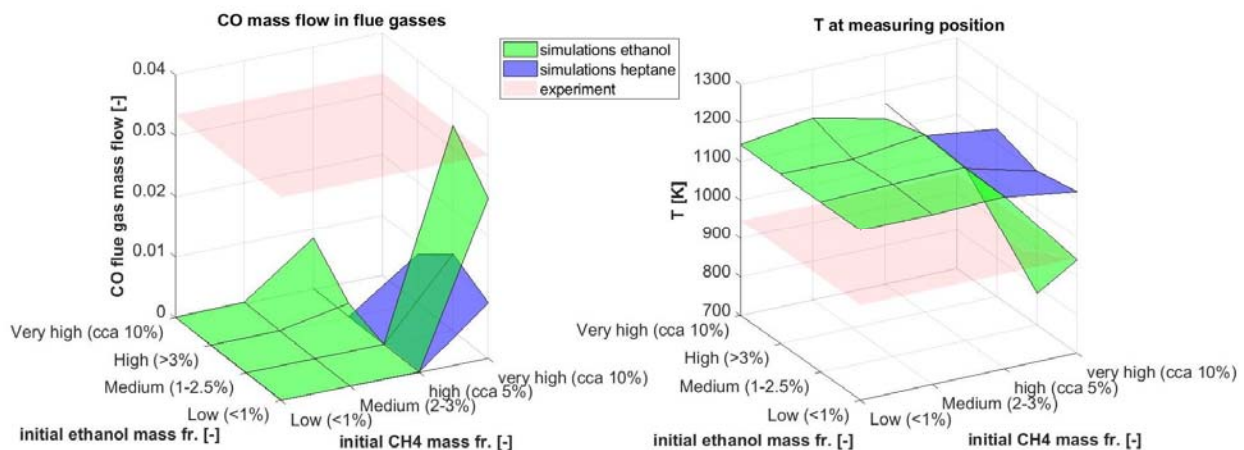 CO mass flow in flue gasses
0.04
0.03
0.02
0.01
0
CO flue gas mass flow [-]
Very high (cca 10%)
High (>3%)
Medium (1-2.5%)
Low (<1%)
initial ethanol mass fr. [-]
Low (<1%)
Medium (2-3%)
high (cca 5%)
very high (cca 10%)
initial CH4 mass fr. [-]
simulations ethanol
simulations heptane
experiment
T at measuring position
1300
1200
1100
1000
900
800
700
T [K]
Very high (cca 10%)
High (>3%)
Medium (1-2.5%)
Low (<1%)
initial ethanol mass fr. [-]
Low (<1%)
Medium (2-3%)
high (cca 5%)
very high (cca 10%)
initial CH4 mass fr. [-]